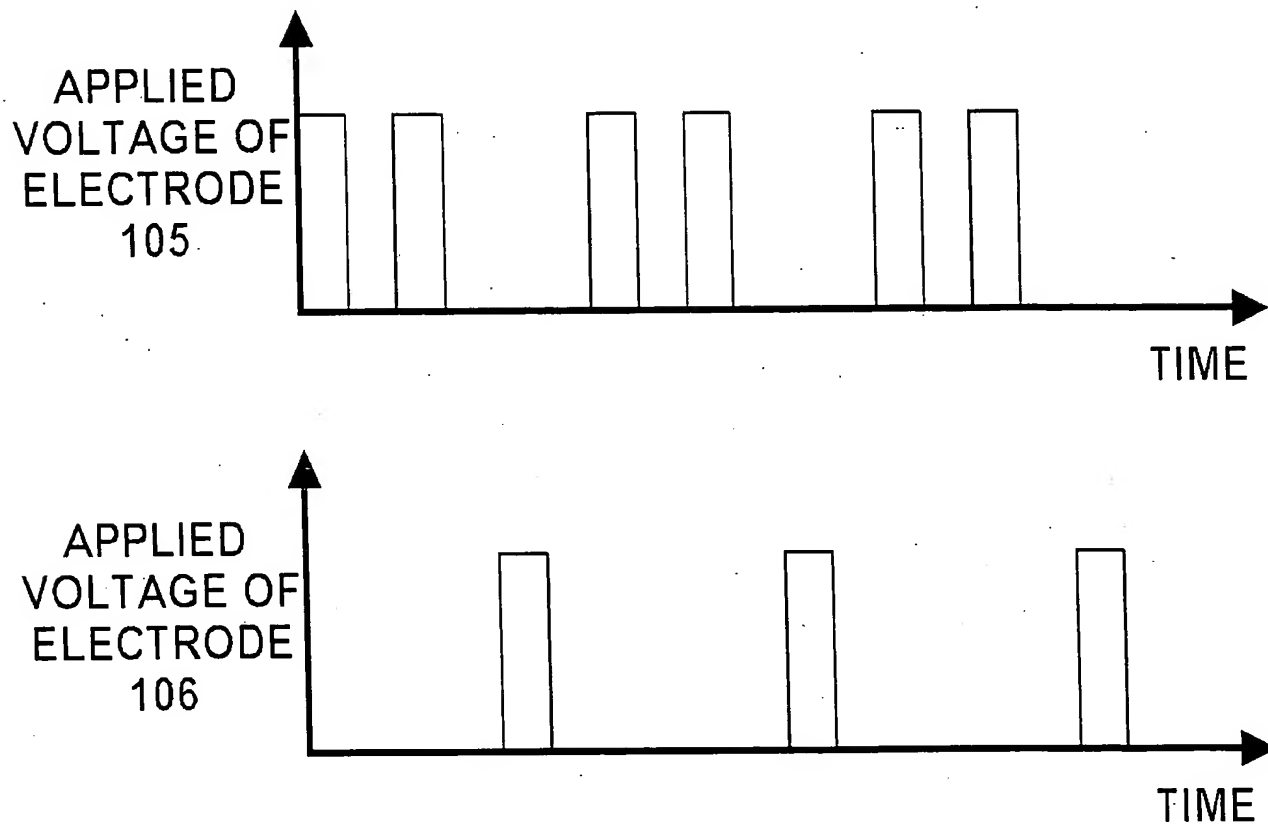 APPLIED
VOLTAGE OF
ELECTRODE
105
TIME
APPLIED
VOLTAGE OF
ELECTRODE
106
TIME